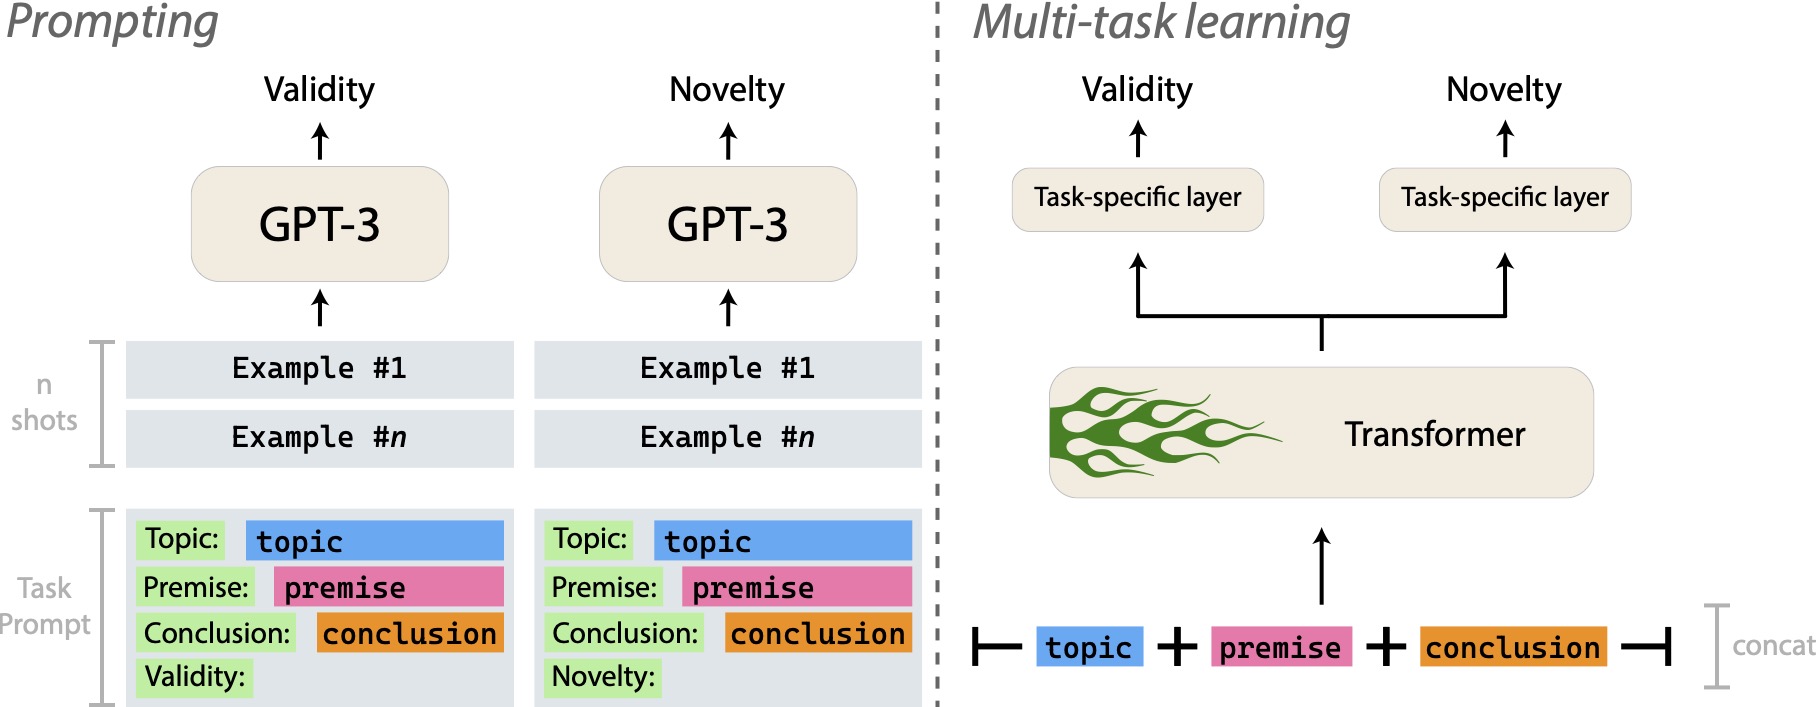 Prompting
Validity
Novelty
GPT-3
GPT-3
n
shots
Example #1
Example #1
Example #n
Example #n
Task
Prompt
Topic: topic
Premise: premise
Conclusion: conclusion
Validity:
Topic: topic
Premise: premise
Conclusion: conclusion
Novelty:
Multi-task learning
Validity
Novelty
Task-specific layer
Task-specific layer
Transformer
topic + premise + conclusion
concat